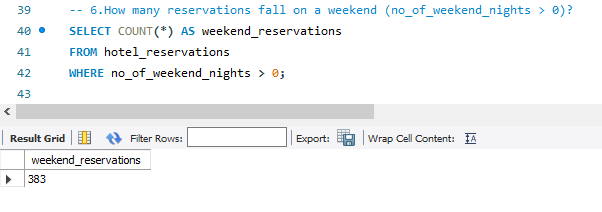 39 -- 6.How many reservations fall on a weekend (no_of_weekend_nights > 0)?
40 SELECT COUNT(*) AS weekend_reservations
41 FROM hotel_reservations
42 WHERE no_of_weekend_nights > 0;
43
Result Grid Filter Rows: Export: Wrap Cell Content:
weekend_reservations
383